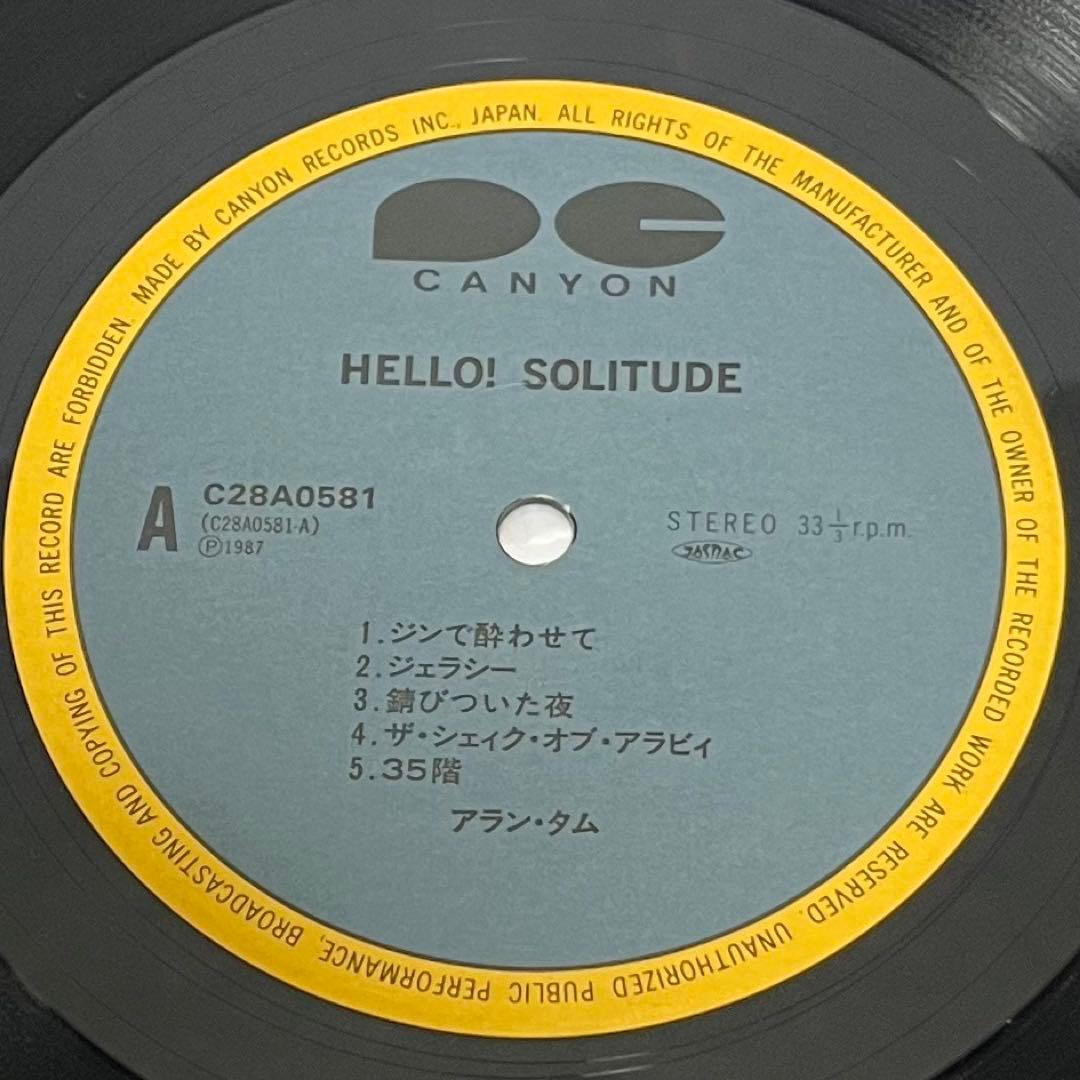 MADE BY CANYON RECORDS INC., JAPAN. ALL RIGHTS OF THE MANUFACTURER AND OF THE OWNER OF THE RECORDED WORK ARE RESERVED. UNAUTHORIZED PUBLIC PERFORMANCE, BROADCASTING AND COPYING OF THIS RECORD ARE FORBIDDEN.
PC
CANYON
HELLO! SOLITUDE
A
C28A0581
(C28A0581-A)
Ⓟ1987
STEREO 33⅓r.p.m.
JASRAC
1.ジンで酔わせて
2.ジェラシー
3.錆びついた夜
4.ザ・シェイク・オブ・アラビィ
5.35階
アラン・タム